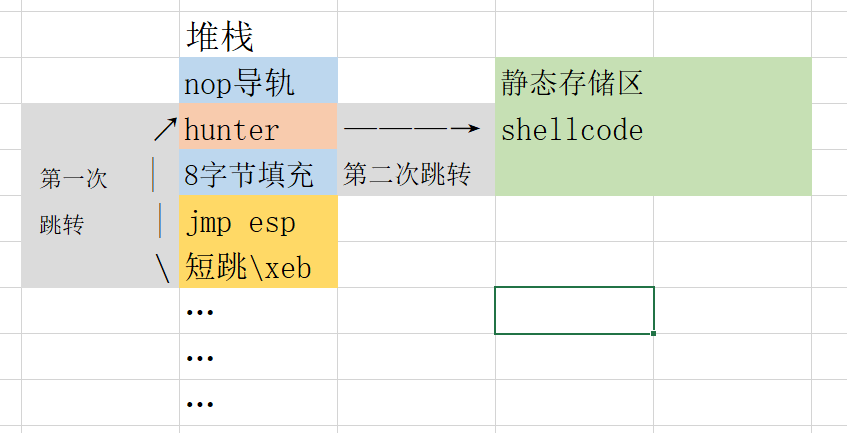 堆栈
nop导轨 静态存储区
↗ hunter ————→ shellcode
第一次 | 8字节填充 第二次跳转
跳转 | jmp esp
\ 短跳\xeb
...
...
...